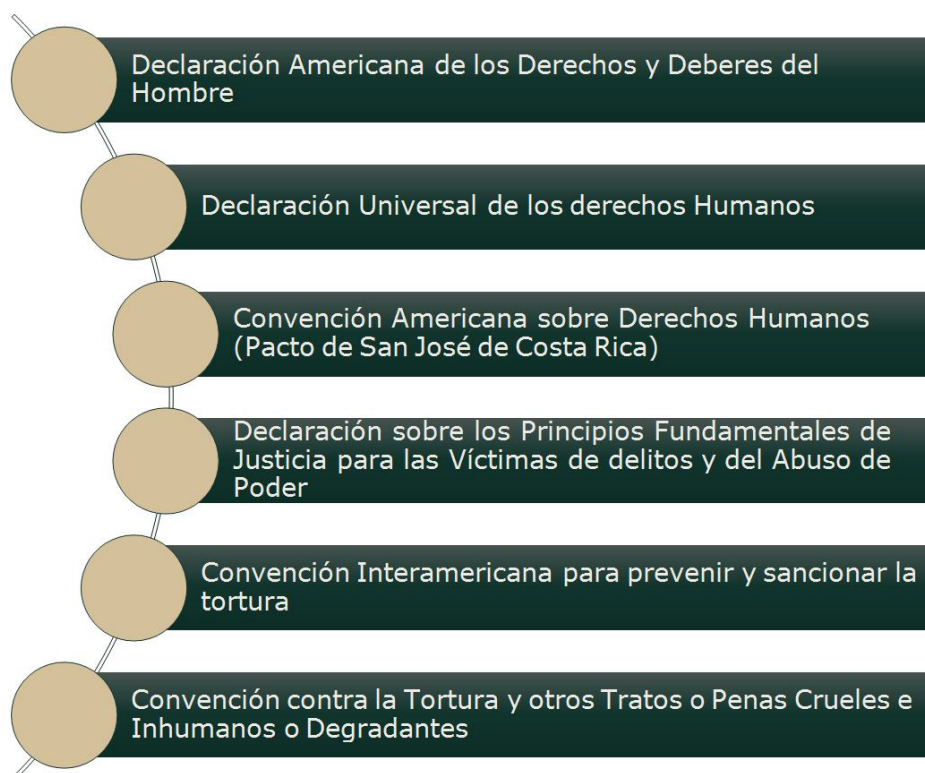 Declaración Americana de los Derechos y Deberes del
Hombre
Declaración Universal de los derechos Humanos
Convención Americana sobre Derechos Humanos
(Pacto de San José de Costa Rica)
Declaración sobre los Principios Fundamentales de
Justicia para las Víctimas de delitos y del Abuso de
Poder
Convención Interamericana para prevenir y sancionar la
tortura
Convención contra la Tortura y otros Tratos o Penas Crueles e
Inhumanos o Degradantes